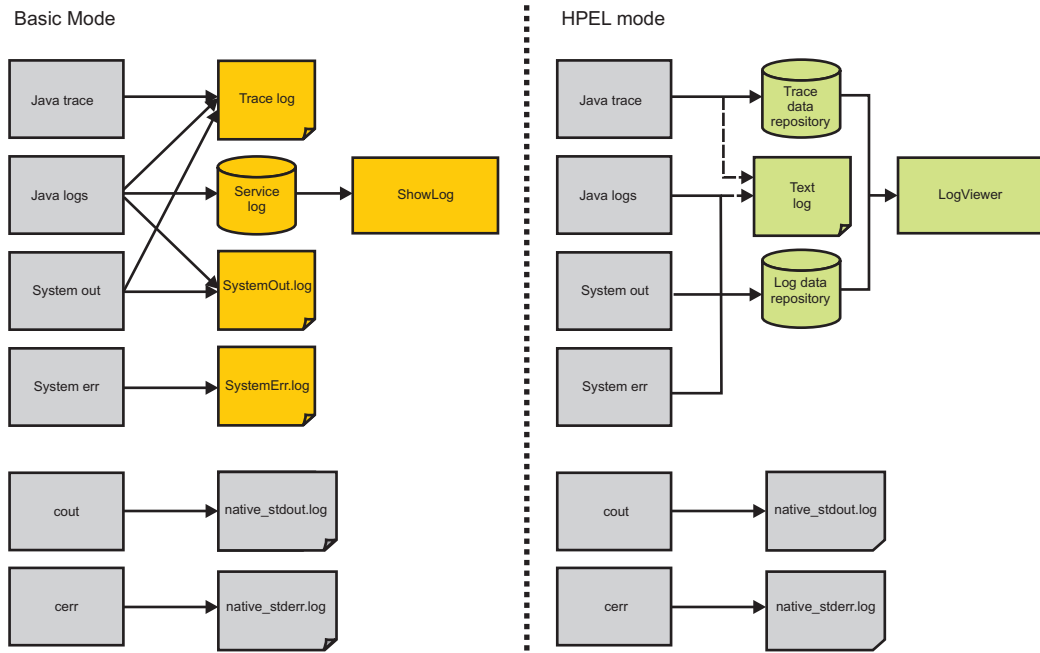 Basic Mode
Java trace
Trace log
Java logs
Service
log
ShowLog
System out
SystemOut.log
System err
SystemErr.log
cout
native_stdout.log
cerr
native_stderr.log
HPEL mode
Java trace
Trace
data
repository
Java logs
Text
log
LogViewer
System out
Log data
repository
System err
cout
native_stdout.log
cerr
native_stderr.log